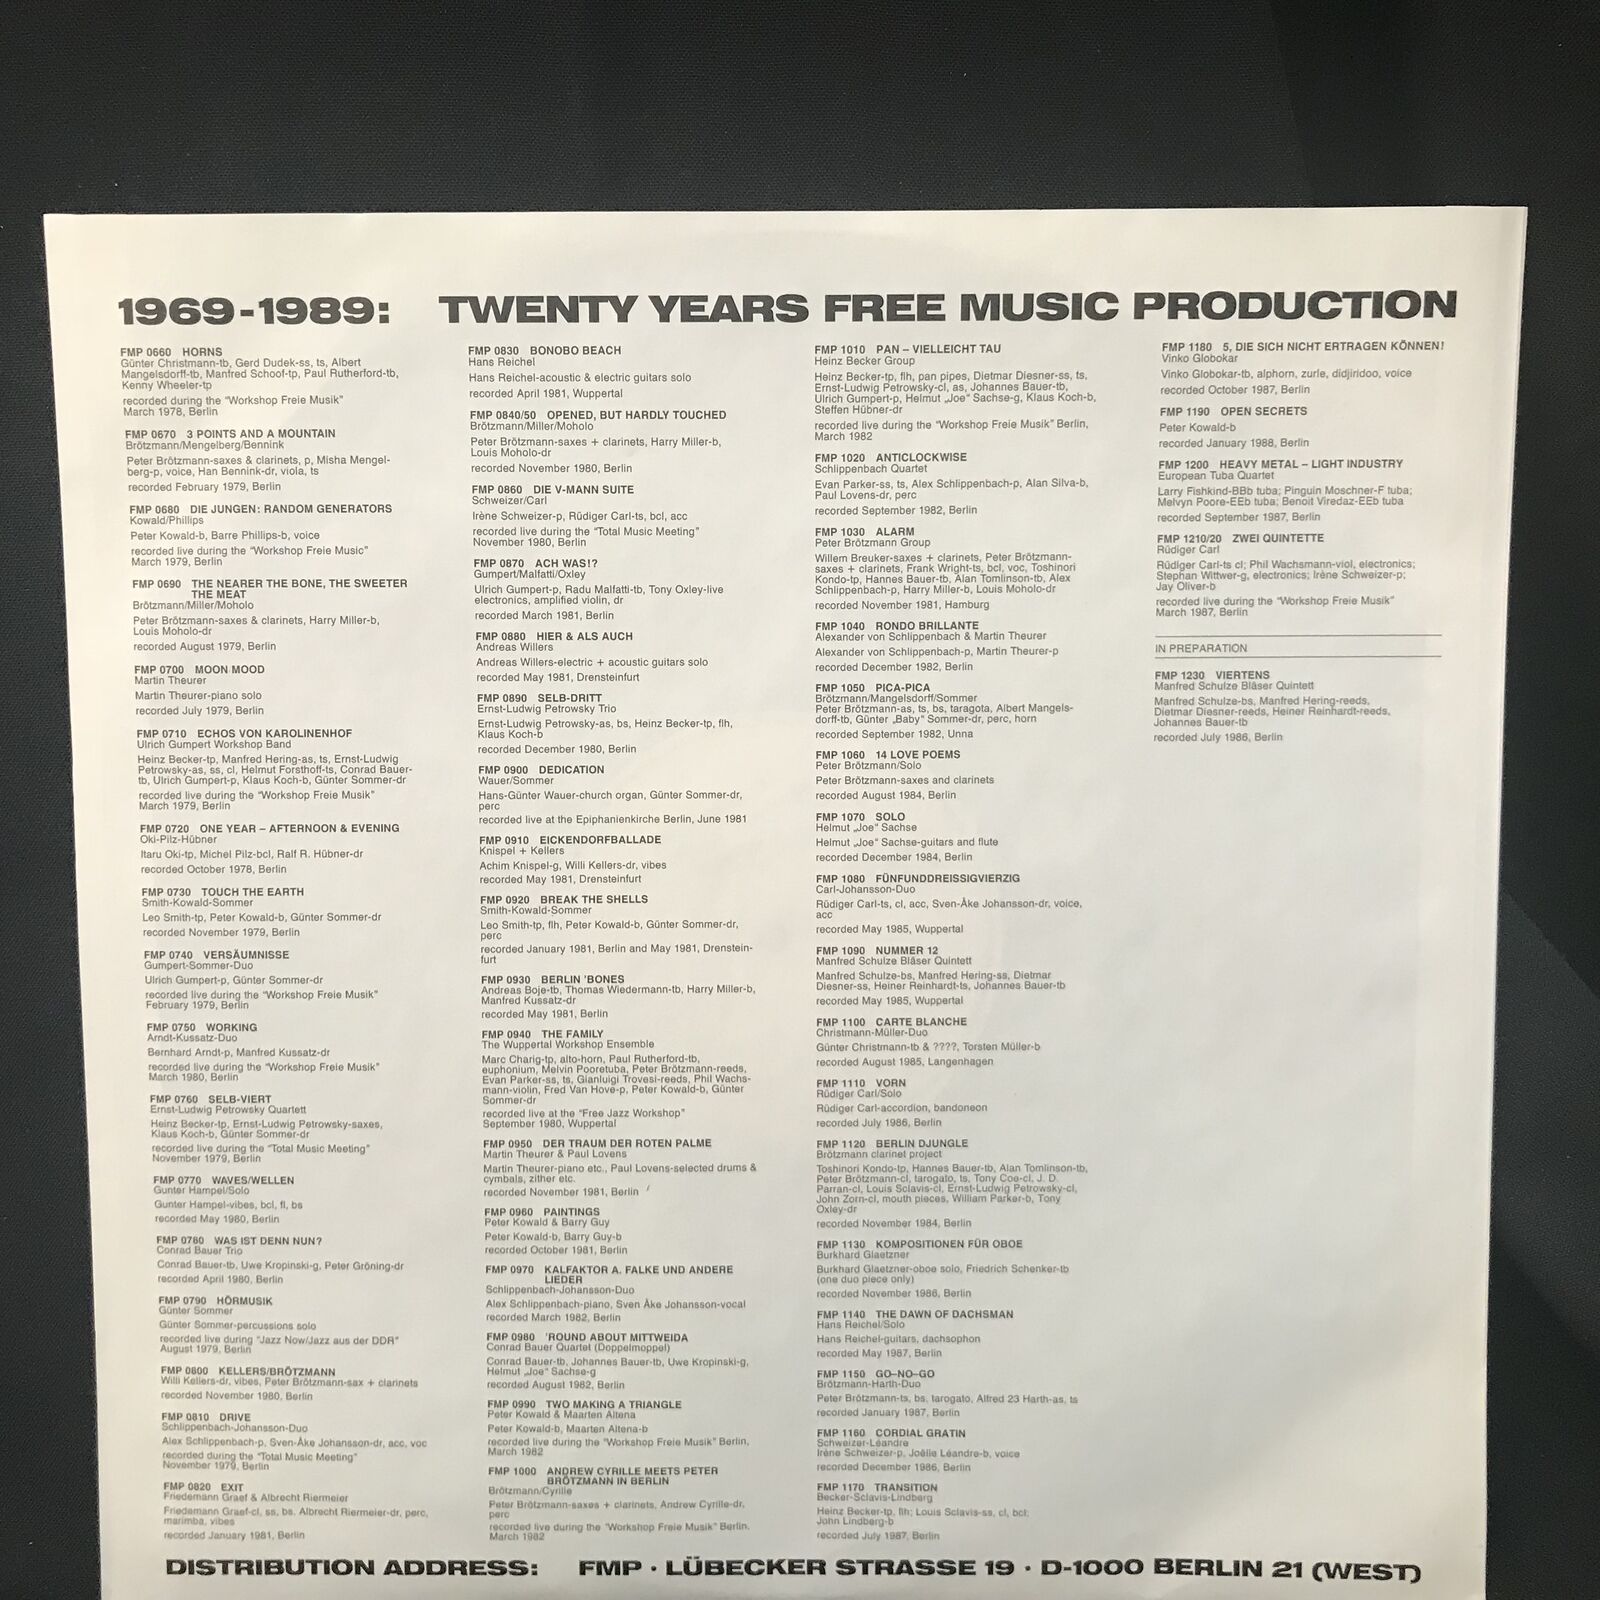 1969-1989: TWENTY YEARS FREE MUSIC PRODUCTION
FMP 0660 HORNS
Günter Christmann-tb, Gerd Dudek-ss, ts, Albert
Mangelsdorff-tb, Manfred Schoof-tp, Paul Rutherford-tb,
Kenny Wheeler-tp
recorded during the "Workshop Freie Musik"
March 1978, Berlin
FMP 0670 3 POINTS AND A MOUNTAIN
Brötzmann/Mengelberg/Bennink
Peter Brötzmann-saxes & clarinets, p, Misha Mengel-
berg-p, voice, Han Bennink-dr, viola, ts
recorded February 1979, Berlin
FMP 0680 DIE JUNGEN: RANDOM GENERATORS
Kowald/Phillips
Peter Kowald-b, Barre Phillips-b, voice
recorded live during the "Workshop Freie Music"
March 1979, Berlin
FMP 0690 THE NEARER THE BONE, THE SWEETER
THE MEAT
Brötzmann/Miller/Moholo
Peter Brötzmann-saxes & clarinets, Harry Miller-b,
Louis Moholo-dr
recorded August 1979, Berlin
FMP 0700 MOON MOOD
Martin Theurer
Martin Theurer-piano solo
recorded July 1979, Berlin
FMP 0710 ECHOS VON KAROLINENHOF
Ulrich Gumpert Workshop Band
Heinz Becker-tp, Manfred Hering-as, ts, Ernst-Ludwig
Petrowsky-as, ss, cl, Helmut Forsthoff-ts, Conrad Bauer-
tb, Ulrich Gumpert-p, Klaus Koch-b, Günter Sommer-dr
recorded live during the "Workshop Freie Musik"
March 1979, Berlin
FMP 0720 ONE YEAR – AFTERNOON & EVENING
Oki-Pilz-Hübner
Itaru Oki-tp, Michel Pilz-bcl, Ralf R. Hübner-dr
recorded October 1978, Berlin
FMP 0730 TOUCH THE EARTH
Smith-Kowald-Sommer
Leo Smith-tp, Peter Kowald-b, Günter Sommer-dr
recorded November 1979, Berlin
FMP 0740 VERSÄUMNISSE
Gumpert-Sommer-Duo
Ulrich Gumpert-p, Günter Sommer-dr
recorded live during the "Workshop Freie Musik"
February 1979, Berlin
FMP 0750 WORKING
Arndt-Kussatz-Duo
Bernhard Arndt-p, Manfred Kussatz-dr
recorded live during the "Workshop Freie Musik"
March 1980, Berlin
FMP 0760 SELB-VIERT
Ernst-Ludwig Petrowsky Quartett
Heinz Becker-tp, Ernst-Ludwig Petrowsky-saxes,
Klaus Koch-b, Günter Sommer-dr
recorded live during the "Total Music Meeting"
November 1979, Berlin
FMP 0770 WAVES/WELLEN
Gunter Hampel/Solo
Gunter Hampel-vibes, bcl, fl, bs
recorded May 1980, Berlin
FMP 0780 WAS IST DENN NUN?
Conrad Bauer Trio
Conrad Bauer-tb, Uwe Kropinski-g, Peter Gröning-dr
recorded April 1980, Berlin
FMP 0790 HÖRMUSIK
Günter Sommer
Günter Sommer-percussions solo
recorded live during "Jazz Now/Jazz aus der DDR"
August 1979, Berlin
FMP 0800 KELLERS/BRÖTZMANN
Willi Kellers-dr, vibes, Peter Brötzmann-sax + clarinets
recorded November 1980, Berlin
FMP 0810 DRIVE
Schlippenbach-Johansson-Duo
Alex Schlippenbach-p, Sven-Åke Johansson-dr, acc, voc
recorded during the "Total Music Meeting"
November 1979, Berlin
FMP 0820 EXIT
Friedemann Graef & Albrecht Riermeier
Friedemann Graef-cl, ss, bs, Albrecht Riermeier-dr, perc,
marimba, vibes
recorded January 1981, Berlin
FMP 0830 BONOBO BEACH
Hans Reichel
Hans Reichel-acoustic & electric guitars solo
recorded April 1981, Wuppertal
FMP 0840/50 OPENED, BUT HARDLY TOUCHED
Brötzmann/Miller/Moholo
Peter Brötzmann-saxes + clarinets, Harry Miller-b,
Louis Moholo-dr
recorded November 1980, Berlin
FMP 0860 DIE V-MANN SUITE
Schweizer/Carl
Irène Schweizer-p, Rüdiger Carl-ts, bcl, acc
recorded live during the "Total Music Meeting"
November 1980, Berlin
FMP 0870 ACH WAS!?
Gumpert/Malfatti/Oxley
Ulrich Gumpert-p, Radu Malfatti-tb, Tony Oxley-live
electronics, amplified violin, dr
recorded March 1981, Berlin
FMP 0880 HIER & ALS AUCH
Andreas Willers
Andreas Willers-electric + acoustic guitars solo
recorded May 1981, Drensteinfurt
FMP 0890 SELB-DRITT
Ernst-Ludwig Petrowsky Trio
Ernst-Ludwig Petrowsky-as, bs, Heinz Becker-tp, flh,
Klaus Koch-b
recorded December 1980, Berlin
FMP 0900 DEDICATION
Wauer/Sommer
Hans-Günter Wauer-church organ, Günter Sommer-dr,
perc
recorded live at the Epiphanienkirche Berlin, June 1981
FMP 0910 EICKENDORFBALLADE
Knispel + Kellers
Achim Knispel-g, Willi Kellers-dr, vibes
recorded May 1981, Drensteinfurt
FMP 0920 BREAK THE SHELLS
Smith-Kowald-Sommer
Leo Smith-tp, flh, Peter Kowald-b, Günter Sommer-dr,
perc
recorded January 1981, Berlin and May 1981, Drenstein-
furt
FMP 0930 BERLIN 'BONES
Andreas Boje-tb, Thomas Wiedermann-tb, Harry Miller-b,
Manfred Kussatz-dr
recorded May 1981, Berlin
FMP 0940 THE FAMILY
The Wuppertal Workshop Ensemble
Marc Charig-tp, alto-horn, Paul Rutherford-tb,
euphonium, Melvin Pooretuba, Peter Brötzmann-reeds,
Evan Parker-ss, ts, Gianluigi Trovesi-reeds, Phil Wachs-
mann-violin, Fred Van Hove-p, Peter Kowald-b, Günter
Sommer-dr
recorded live at the "Free Jazz Workshop"
September 1980, Wuppertal
FMP 0950 DER TRAUM DER ROTEN PALME
Martin Theurer & Paul Lovens
Martin Theurer-piano etc., Paul Lovens-selected drums &
cymbals, zither etc.
recorded November 1981, Berlin
FMP 0960 PAINTINGS
Peter Kowald & Barry Guy
Peter Kowald-b, Barry Guy-b
recorded October 1981, Berlin
FMP 0970 KALFAKTOR A. FALKE UND ANDERE
LIEDER
Schlippenbach-Johansson-Duo
Alex Schlippenbach-piano, Sven Åke Johansson-vocal
recorded March 1982, Berlin
FMP 0980 'ROUND ABOUT MITTWEIDA
Conrad Bauer Quartet (Doppelmoppel)
Conrad Bauer-tb, Johannes Bauer-tb, Uwe Kropinski-g,
Helmut „Joe" Sachse-g
recorded August 1982, Berlin
FMP 0990 TWO MAKING A TRIANGLE
Peter Kowald & Maarten Altena
Peter Kowald-b, Maarten Altena-b
recorded live during the "Workshop Freie Musik" Berlin,
March 1982
FMP 1000 ANDREW CYRILLE MEETS PETER
BRÖTZMANN IN BERLIN
Brötzmann/Cyrille
Peter Brötzmann-saxes + clarinets, Andrew Cyrille-dr,
perc
recorded live during the "Workshop Freie Musik" Berlin,
March 1982
FMP 1010 PAN – VIELLEICHT TAU
Heinz Becker Group
Heinz Becker-tp, flh, pan pipes, Dietmar Diesner-ss, ts,
Ernst-Ludwig Petrowsky-cl, as, Johannes Bauer-tb,
Ulrich Gumpert-p, Helmut „Joe" Sachse-g, Klaus Koch-b,
Steffen Hübner-dr
recorded live during the "Workshop Freie Musik" Berlin,
March 1982
FMP 1020 ANTICLOCKWISE
Schlippenbach Quartet
Evan Parker-ss, ts, Alex Schlippenbach-p, Alan Silva-b,
Paul Lovens-dr, perc
recorded September 1982, Berlin
FMP 1030 ALARM
Peter Brötzmann Group
Willem Breuker-saxes + clarinets, Peter Brötzmann-
saxes + clarinets, Frank Wright-ts, bcl, voc, Toshinori
Kondo-tp, Hannes Bauer-tb, Alan Tomlinson-tb, Alex
Schlippenbach-p, Harry Miller-b, Louis Moholo-dr
recorded November 1981, Hamburg
FMP 1040 RONDO BRILLANTE
Alexander von Schlippenbach & Martin Theurer
Alexander von Schlippenbach-p, Martin Theurer-p
recorded December 1982, Berlin
FMP 1050 PICA-PICA
Brötzmann/Mangelsdorff/Sommer
Peter Brötzmann-as, ts, bs, taragota, Albert Mangels-
dorff-tb, Günter „Baby" Sommer-dr, perc, horn
recorded September 1982, Unna
FMP 1060 14 LOVE POEMS
Peter Brötzmann/Solo
Peter Brötzmann-saxes and clarinets
recorded August 1984, Berlin
FMP 1070 SOLO
Helmut „Joe" Sachse
Helmut „Joe" Sachse-guitars and flute
recorded December 1984, Berlin
FMP 1080 FÜNFUNDDREISSIGVIERZIG
Carl-Johansson-Duo
Rüdiger Carl-ts, cl, acc, Sven-Åke Johansson-dr, voice,
acc
recorded May 1985, Wuppertal
FMP 1090 NUMMER 12
Manfred Schulze Bläser Quintett
Manfred Schulze-bs, Manfred Hering-ss, Dietmar
Diesner-ss, Heiner Reinhardt-ts, Johannes Bauer-tb
recorded May 1985, Wuppertal
FMP 1100 CARTE BLANCHE
Christmann-Müller-Duo
Günter Christmann-tb & ????, Torsten Müller-b
recorded August 1985, Langenhagen
FMP 1110 VORN
Rüdiger Carl/Solo
Rüdiger Carl-accordion, bandoneon
recorded July 1986, Berlin
FMP 1120 BERLIN DJUNGLE
Brötzmann clarinet project
Toshinori Kondo-tp, Hannes Bauer-tb, Alan Tomlinson-tb,
Peter Brötzmann-cl, tarogato, ts, Tony Coe-cl, J. D.
Parran-cl, Louis Sclavis-cl, Ernst-Ludwig Petrowsky-cl,
John Zorn-cl, mouth pieces, William Parker-b, Tony
Oxley-dr
recorded November 1984, Berlin
FMP 1130 KOMPOSITIONEN FÜR OBOE
Burkhard Glaetzner
Burkhard Glaetzner-oboe solo, Friedrich Schenker-tb
(one duo piece only)
recorded November 1986, Berlin
FMP 1140 THE DAWN OF DACHSMAN
Hans Reichel/Solo
Hans Reichel-guitars, dachsophon
recorded May 1987, Berlin
FMP 1150 GO–NO–GO
Brötzmann-Harth-Duo
Peter Brötzmann-ts, bs, tarogato, Alfred 23 Harth-as, ts
recorded January 1987, Berlin
FMP 1160 CORDIAL GRATIN
Schweizer-Léandre
Irène Schweizer-p, Joëlle Léandre-b, voice
recorded December 1986, Berlin
FMP 1170 TRANSITION
Becker-Sclavis-Lindberg
Heinz Becker-tp, flh; Louis Sclavis-ss, cl, bcl;
John Lindberg-b
recorded July 1987, Berlin
FMP 1180 5, DIE SICH NICHT ERTRAGEN KÖNNEN!
Vinko Globokar
Vinko Globokar-tb, alphorn, zurle, didjiridoo, voice
recorded October 1987, Berlin
FMP 1190 OPEN SECRETS
Peter Kowald-b
recorded January 1988, Berlin
FMP 1200 HEAVY METAL – LIGHT INDUSTRY
European Tuba Quartet
Larry Fishkind-BBb tuba; Pinguin Moschner-F tuba;
Melvyn Poore-EEb tuba; Benoit Viredaz-EEb tuba
recorded September 1987, Berlin
FMP 1210/20 ZWEI QUINTETTE
Rüdiger Carl
Rüdiger Carl-ts cl; Phil Wachsmann-viol, electronics;
Stephan Wittwer-g, electronics; Irène Schweizer-p;
Jay Oliver-b
recorded live during the "Workshop Freie Musik"
March 1987, Berlin
IN PREPARATION
FMP 1230 VIERTENS
Manfred Schulze Bläser Quintett
Manfred Schulze-bs, Manfred Hering-reeds,
Dietmar Diesner-reeds, Heiner Reinhardt-reeds,
Johannes Bauer-tb
recorded July 1986, Berlin
DISTRIBUTION ADDRESS: FMP · LÜBECKER STRASSE 19 · D-1000 BERLIN 21 (WEST)